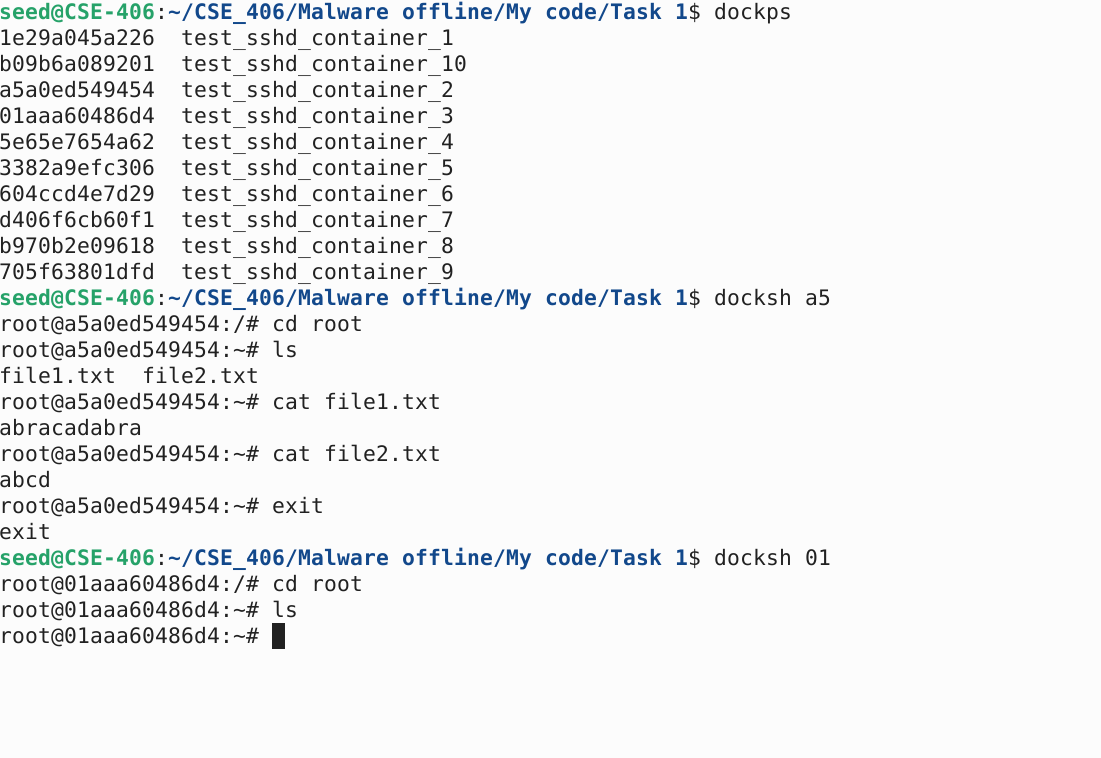 seed@CSE-406:~/CSE_406/Malware offline/My code/Task 1$ dockps
1e29a045a226  test_sshd_container_1
b09b6a089201  test_sshd_container_10
a5a0ed549454  test_sshd_container_2
01aaa60486d4  test_sshd_container_3
5e65e7654a62  test_sshd_container_4
3382a9efc306  test_sshd_container_5
604ccd4e7d29  test_sshd_container_6
d406f6cb60f1  test_sshd_container_7
b970b2e09618  test_sshd_container_8
705f63801dfd  test_sshd_container_9
seed@CSE-406:~/CSE_406/Malware offline/My code/Task 1$ docksh a5
root@a5a0ed549454:/# cd root
root@a5a0ed549454:~# ls
file1.txt  file2.txt
root@a5a0ed549454:~# cat file1.txt
abracadabra
root@a5a0ed549454:~# cat file2.txt
abcd
root@a5a0ed549454:~# exit
exit
seed@CSE-406:~/CSE_406/Malware offline/My code/Task 1$ docksh 01
root@01aaa60486d4:/# cd root
root@01aaa60486d4:~# ls
root@01aaa60486d4:~#